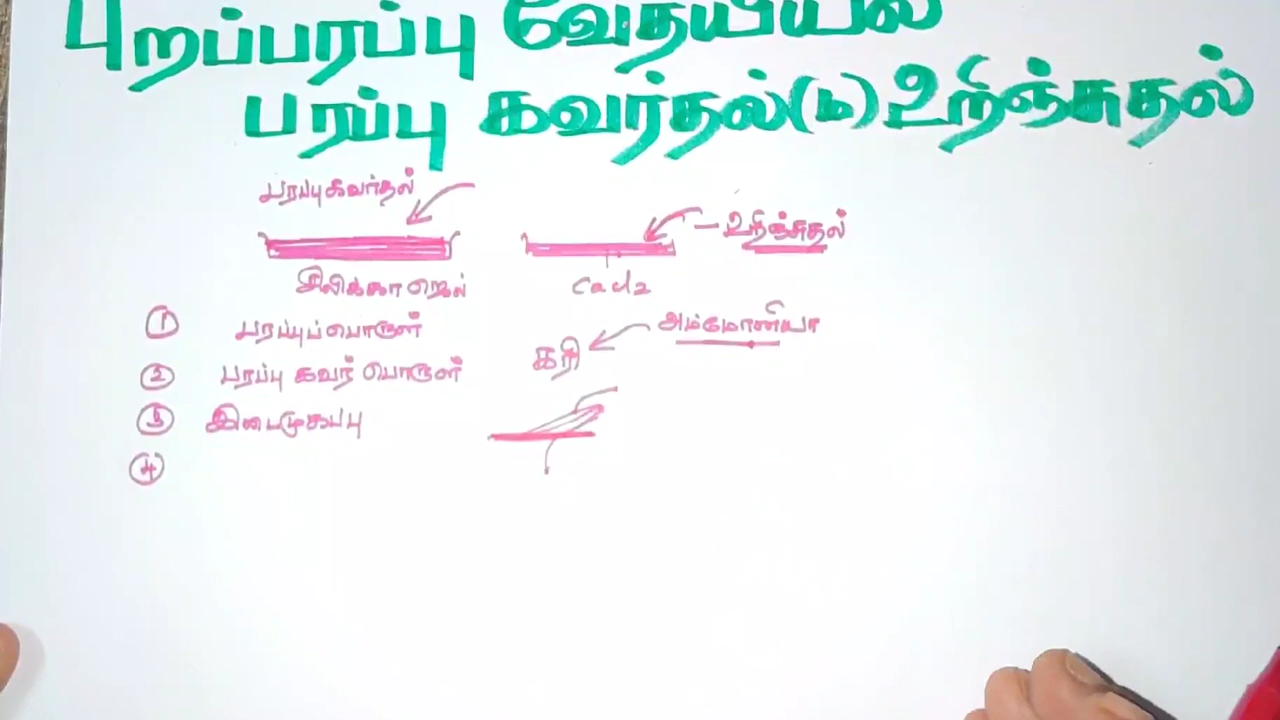 புறப்பரப்பு வேதியியல்
பரப்பு கவர்தல்(ம)உறிஞ்சுதல்
பரப்புகவர்தல்
- உறிஞ்சுதல்
சிலிக்கா ஜெல்
Cacl2
① பரப்புப்பொருள்
அம்மோனியா
கரி
② பரப்பு கவர் பொருள்
③ இடைமுகப்பு
④